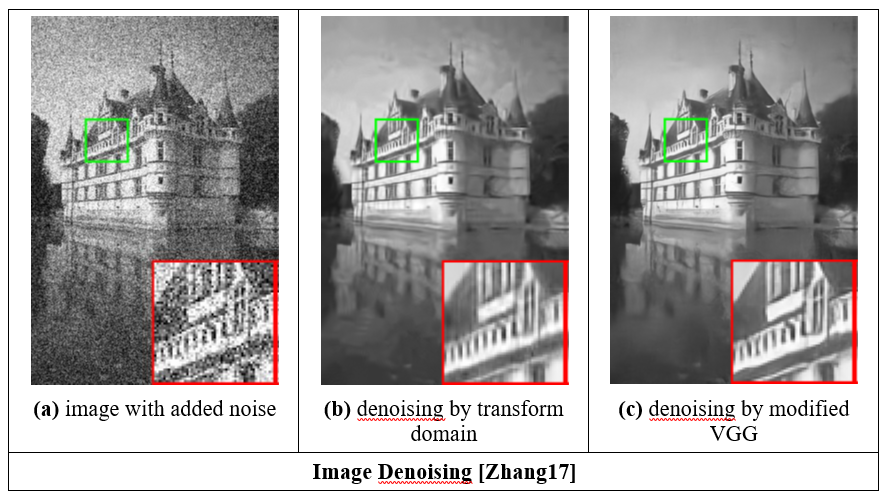 (a) image with added noise
(b) denoising by transform
domain
(c) denoising by modified
VGG
Image Denoising [Zhang17]